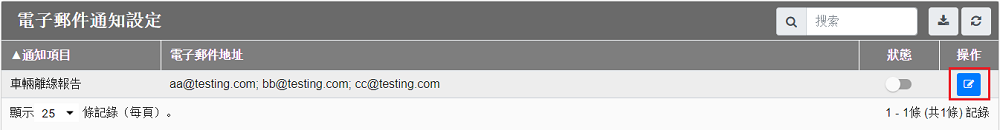 電子郵件通知設定
搜索
▲通知項目 電子郵件地址 狀態 操作
車輛離線報告 aa@testing.com; bb@testing.com; cc@testing.com
顯示 25 條記錄（每頁）。 1 - 1條 (共1條) 記錄